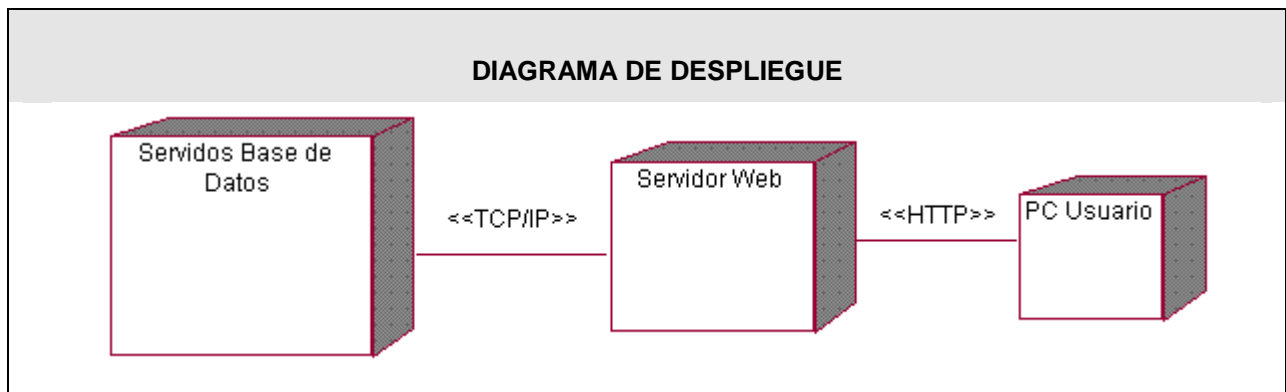 DIAGRAMA DE DESPLIEGUE
Servidos Base de
Datos
<<TCP/IP>>
Servidor Web
<<HTTP>>
PC Usuario